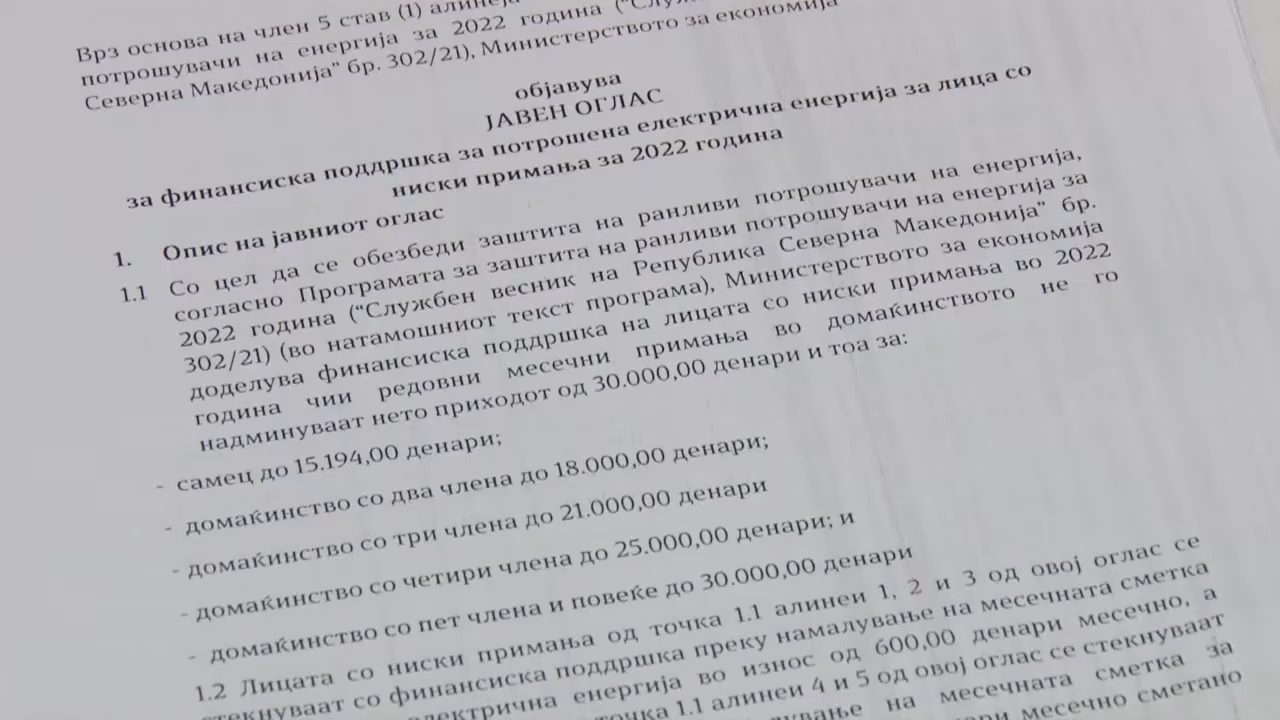 Врз основа на член 5 став (1) алинеја
потрошувачи на енергија за 2022 година (“Службен
Северна Македонија” бр. 302/21), Министерството за економија
објавува
ЈАВЕН ОГЛАС
за финансиска поддршка за потрошена електрична енергија за лица со
ниски примања за 2022 година
1. Опис на јавниот оглас
1.1 Со цел да се обезбеди заштита на ранливи потрошувачи на енергија,
согласно Програмата за заштита на ранливи потрошувачи на енергија за
2022 година (“Службен весник на Република Северна Македонија” бр.
302/21) (во натамошниот текст програма), Министерството за економија
доделува финансиска поддршка на лицата со ниски примања во 2022
година чии редовни месечни примања во домаќинството не го
надминуваат нето приходот од 30.000,00 денари и тоа за:
- самец до 15.194,00 денари;
- домаќинство со два члена до 18.000,00 денари;
- домаќинство со три члена до 21.000,00 денари
- домаќинство со четири члена до 25.000,00 денари; и
- домаќинство со пет члена и повеќе до 30.000,00 денари
1.2 Лицата со ниски примања од точка 1.1 алинеи 1, 2 и 3 од овој оглас се
стекнуваат со финансиска поддршка преку намалување на месечната сметка
електрична енергија во износ од 600,00 денари месечно, а
точка 1.1 алинеи 4 и 5 од овој оглас се стекнуваат
на месечната сметка за
месечно сметано